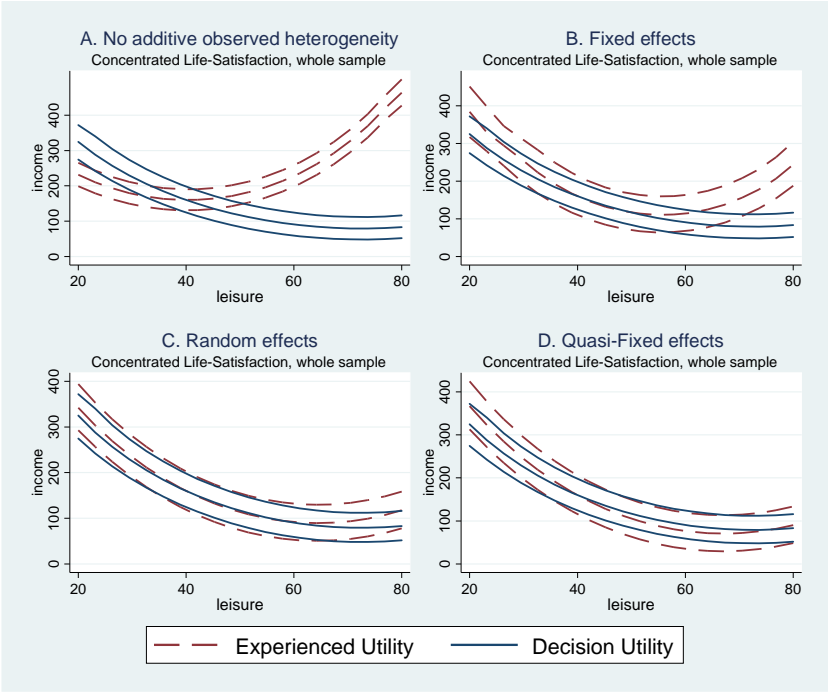 A. No additive observed heterogeneity
Concentrated Life-Satisfaction, whole sample
income
400
300
200
100
0
20 40 60 80
leisure
B. Fixed effects
Concentrated Life-Satisfaction, whole sample
income
400
300
200
100
0
20 40 60 80
leisure
C. Random effects
Concentrated Life-Satisfaction, whole sample
income
400
300
200
100
0
20 40 60 80
leisure
D. Quasi-Fixed effects
Concentrated Life-Satisfaction, whole sample
income
400
300
200
100
0
20 40 60 80
leisure
Experienced Utility Decision Utility